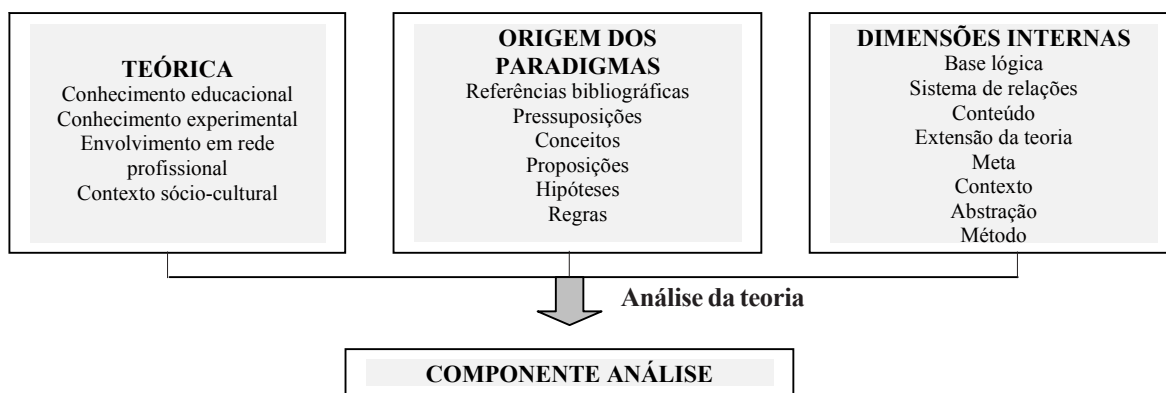 TEÓRICA
Conhecimento educacional
Conhecimento experimental
Envolvimento em rede
profissional
Contexto sócio-cultural
ORIGEM DOS
PARADIGMAS
Referências bibliográficas
Pressuposições
Conceitos
Proposições
Hipóteses
Regras
DIMENSÕES INTERNAS
Base lógica
Sistema de relações
Conteúdo
Extensão da teoria
Meta
Contexto
Abstração
Método
Análise da teoria
COMPONENTE ANÁLISE